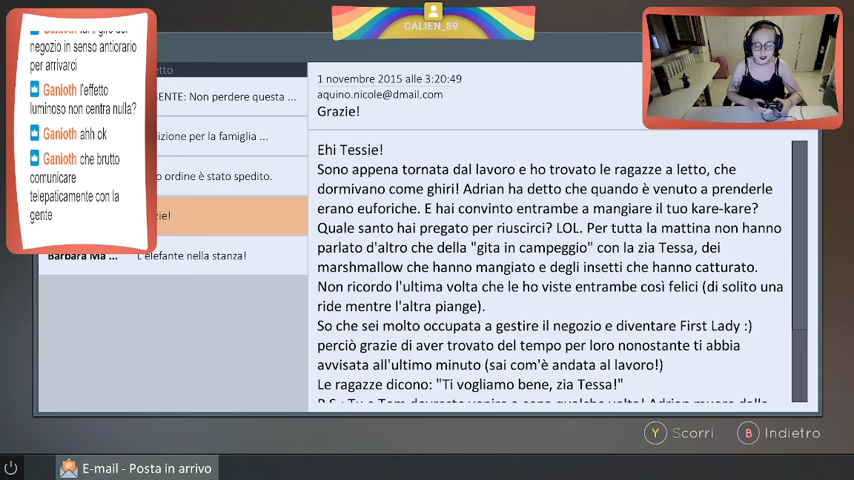 negozio in senso antiorario
per arrivarci
Ganioth l'effetto
luminoso non centra nulla?
Ganioth ahh ok
Ganioth che brutto
comunicare
telepaticamente con la
gente
CALIEN_89
GENTE: Non perdere questa ...
dizione per la famiglia ...
o ordine è stato spedito.
zie!
Barbara Ma ... L'elefante nella stanza!
1 novembre 2015 alle 3:20:49
aquino.nicole@dmail.com
Grazie!
Ehi Tessie!
Sono appena tornata dal lavoro e ho trovato le ragazze a letto, che
dormivano come ghiri! Adrian ha detto che quando è venuto a prenderle
erano euforiche. E hai convinto entrambe a mangiare il tuo kare-kare?
Quale santo hai pregato per riuscirci? LOL. Per tutta la mattina non hanno
parlato d'altro che della "gita in campeggio" con la zia Tessa, dei
marshmallow che hanno mangiato e degli insetti che hanno catturato.
Non ricordo l'ultima volta che le ho viste entrambe così felici (di solito una
ride mentre l'altra piange).
So che sei molto occupata a gestire il negozio e diventare First Lady :)
perciò grazie di aver trovato del tempo per loro nonostante ti abbia
avvisata all'ultimo minuto (sai com'è andata al lavoro!)
Le ragazze dicono: "Ti vogliamo bene, zia Tessa!"
Y Scorri B Indietro
E-mail - Posta in arrivo